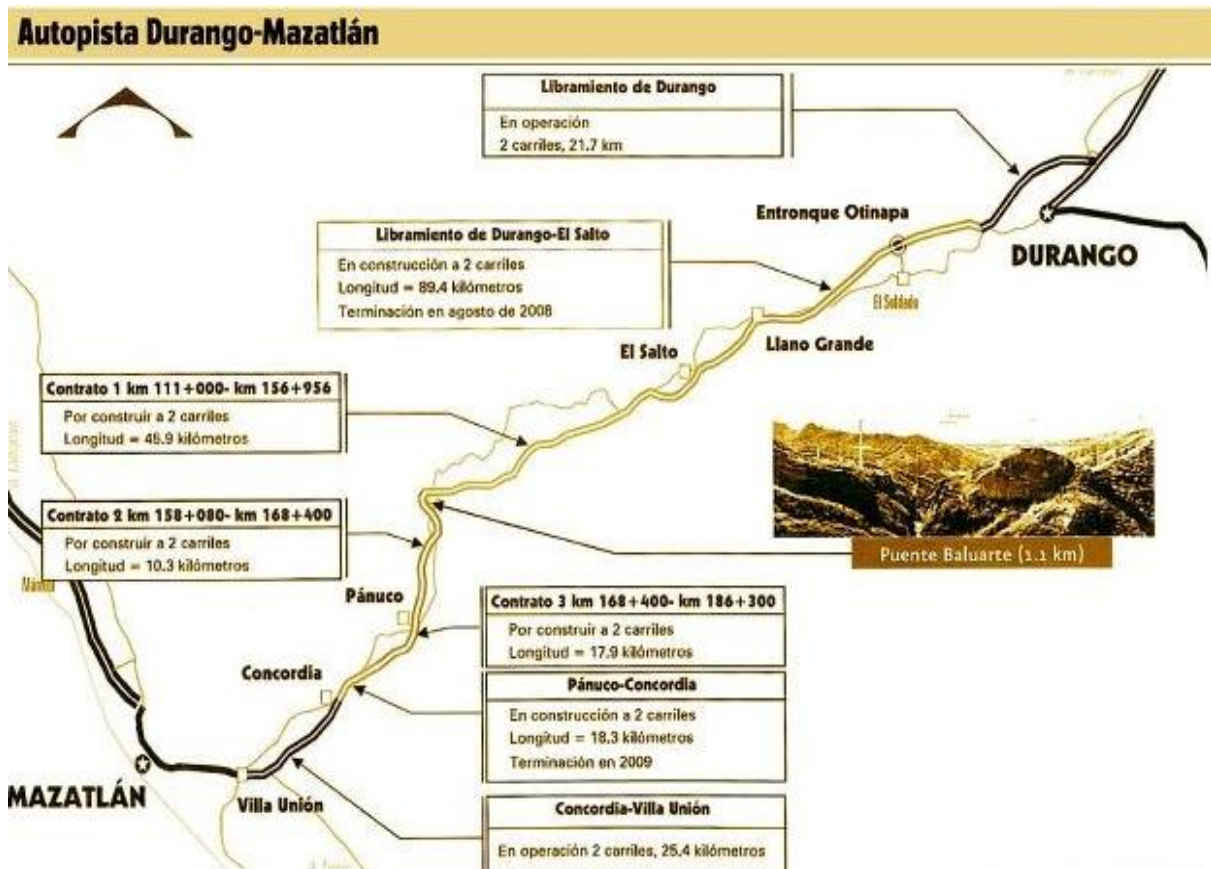 Autopista Durango-Mazatlán
Libramiento de Durango
En operación
2 carriles, 21.7 km
Entronque Otinapa
DURANGO
Libramiento de Durango-El Salto
En construcción a 2 carriles
Longitud = 89.4 kilómetros
Terminación en agosto de 2008
El Soldado
Llano Grande
El Salto
Contrato 1 km 111+000- km 156+956
Por construir a 2 carriles
Longitud = 45.9 kilómetros
Contrato 2 km 158+080- km 168+400
Por construir a 2 carriles
Longitud = 10.3 kilómetros
Puente Baluarte (1.1 km)
Pánuco
Contrato 3 km 168+400- km 186+300
Por construir a 2 carriles
Longitud = 17.9 kilómetros
Concordia
Pánuco-Concordia
En construcción a 2 carriles
Longitud = 18.3 kilómetros
Terminación en 2009
MAZATLÁN
Villa Unión
Concordia-Villa Unión
En operación 2 carriles, 25.4 kilómetros